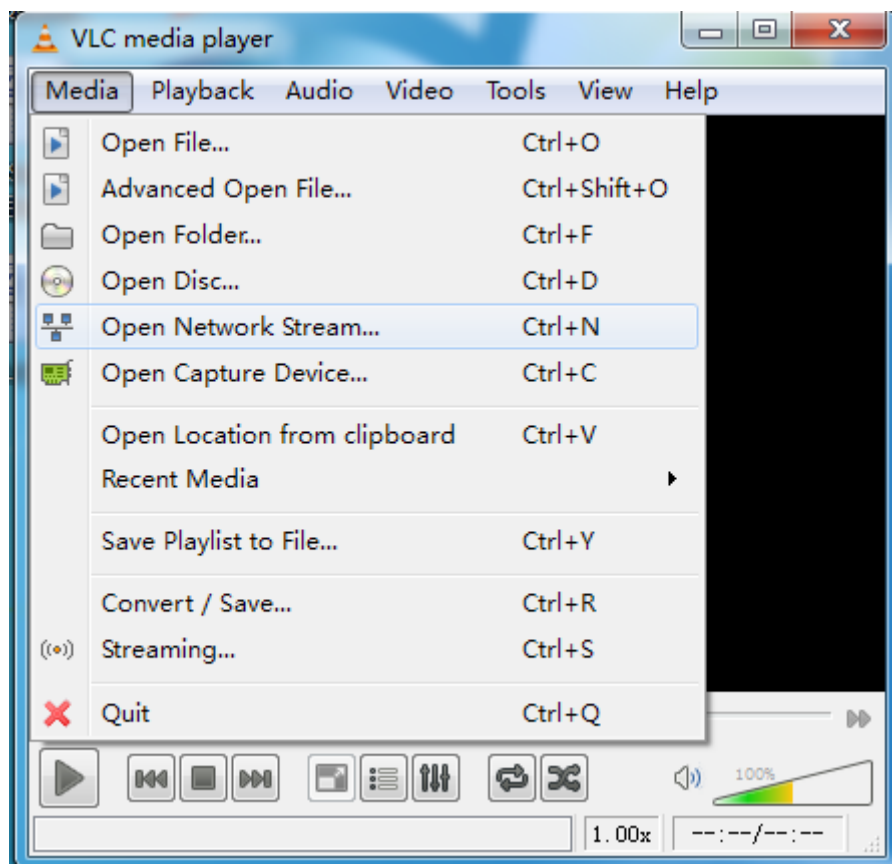 VLC media player
Media Playback Audio Video Tools View Help
Open File... Ctrl+O
Advanced Open File... Ctrl+Shift+O
Open Folder... Ctrl+F
Open Disc... Ctrl+D
Open Network Stream... Ctrl+N
Open Capture Device... Ctrl+C
Open Location from clipboard Ctrl+V
Recent Media
Save Playlist to File... Ctrl+Y
Convert / Save... Ctrl+R
Streaming... Ctrl+S
Quit Ctrl+Q
100%
1.00x --:--/--:--